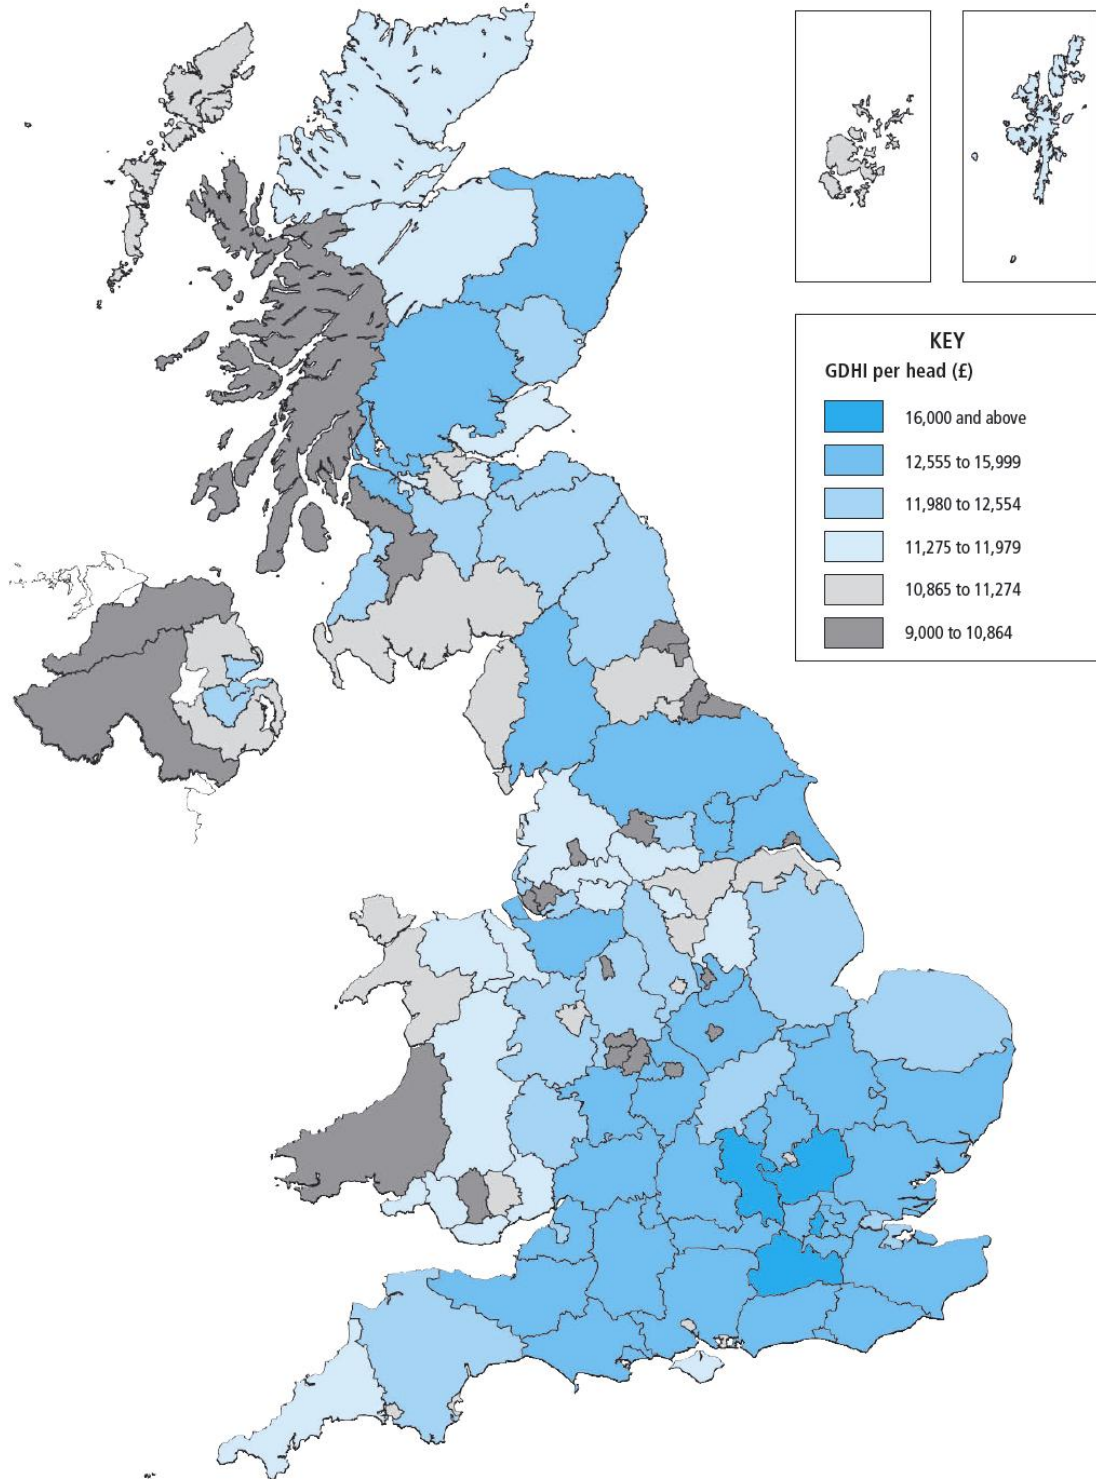 KEY
GDHI per head (£)
16,000 and above
12,555 to 15,999
11,980 to 12,554
11,275 to 11,979
10,865 to 11,274
9,000 to 10,864